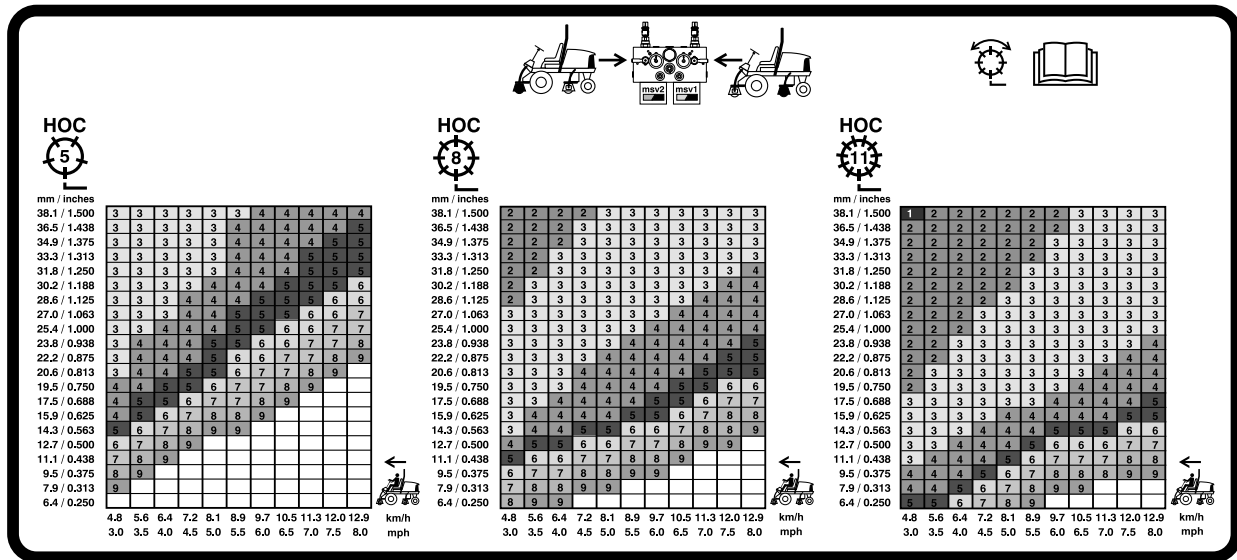 msv2 msv1
HOC
5
mm / inches
38.1 / 1.500 3 3 3 3 3 3 4 4 4 4 4
36.5 / 1.438 3 3 3 3 3 4 4 4 4 4 5
34.9 / 1.375 3 3 3 3 3 4 4 4 4 5 5
33.3 / 1.313 3 3 3 3 3 4 4 4 5 5 5
31.8 / 1.250 3 3 3 3 3 4 4 4 5 5 5
30.2 / 1.188 3 3 3 3 4 4 4 5 5 5 6
28.6 / 1.125 3 3 3 4 4 4 5 5 5 6 6
27.0 / 1.063 3 3 3 4 4 5 5 5 6 6 7
25.4 / 1.000 3 3 4 4 4 5 5 6 6 7 7
23.8 / 0.938 3 4 4 4 5 5 6 6 7 7 8
22.2 / 0.875 3 4 4 4 5 6 6 7 7 8 9
20.6 / 0.813 3 4 4 5 5 6 7 7 8 9
19.5 / 0.750 4 4 5 5 6 7 7 8 9
17.5 / 0.688 4 5 5 6 7 7 8 9
15.9 / 0.625 4 5 6 7 8 8 9
14.3 / 0.563 5 6 7 8 9 9
12.7 / 0.500 6 7 8 9
11.1 / 0.438 7 8 9
9.5 / 0.375 8 9
7.9 / 0.313 9
6.4 / 0.250
4.8 5.6 6.4 7.2 8.1 8.9 9.7 10.5 11.3 12.0 12.9 km/h
3.0 3.5 4.0 4.5 5.0 5.5 6.0 6.5 7.0 7.5 8.0 mph
HOC
8
mm / inches
38.1 / 1.500 2 2 2 2 3 3 3 3 3 3 3
36.5 / 1.438 2 2 2 3 3 3 3 3 3 3 3
34.9 / 1.375 2 2 2 3 3 3 3 3 3 3 3
33.3 / 1.313 2 2 3 3 3 3 3 3 3 3 3
31.8 / 1.250 2 2 3 3 3 3 3 3 3 3 4
30.2 / 1.188 2 3 3 3 3 3 3 3 3 4 4
28.6 / 1.125 2 3 3 3 3 3 3 3 4 4 4
27.0 / 1.063 3 3 3 3 3 3 3 4 4 4 4
25.4 / 1.000 3 3 3 3 3 3 4 4 4 4 4
23.8 / 0.938 3 3 3 3 3 4 4 4 4 4 5
22.2 / 0.875 3 3 3 3 4 4 4 4 4 5 5
20.6 / 0.813 3 3 3 4 4 4 4 4 5 5 5
19.5 / 0.750 3 3 3 4 4 4 4 5 5 6 6
17.5 / 0.688 3 3 4 4 4 4 5 5 6 6 7
15.9 / 0.625 3 4 4 4 4 5 5 6 7 7 8
14.3 / 0.563 3 4 4 5 5 6 6 7 7 8 9
12.7 / 0.500 4 5 5 6 6 7 7 8 9 9
11.1 / 0.438 5 6 6 7 7 8 8 9
9.5 / 0.375 6 7 7 8 8 9 9
7.9 / 0.313 7 8 8 9 9
6.4 / 0.250 8 9 9
4.8 5.6 6.4 7.2 8.1 8.9 9.7 10.5 11.3 12.0 12.9 km/h
3.0 3.5 4.0 4.5 5.0 5.5 6.0 6.5 7.0 7.5 8.0 mph
HOC
11
mm / inches
38.1 / 1.500 1 2 2 2 2 2 2 3 3 3 3
36.5 / 1.438 2 2 2 2 2 2 2 3 3 3 3
34.9 / 1.375 2 2 2 2 2 2 3 3 3 3 3
33.3 / 1.313 2 2 2 2 2 2 3 3 3 3 3
31.8 / 1.250 2 2 2 2 2 3 3 3 3 3 3
30.2 / 1.188 2 2 2 2 2 3 3 3 3 3 3
28.6 / 1.125 2 2 2 2 3 3 3 3 3 3 3
27.0 / 1.063 2 2 2 3 3 3 3 3 3 3 3
25.4 / 1.000 2 2 2 3 3 3 3 3 3 3 3
23.8 / 0.938 2 2 3 3 3 3 3 3 3 3 4
22.2 / 0.875 2 2 3 3 3 3 3 3 3 4 4
20.6 / 0.813 2 3 3 3 3 3 3 3 3 4 4
19.5 / 0.750 2 3 3 3 3 3 3 4 4 4 4
17.5 / 0.688 3 3 3 3 3 3 4 4 4 4 5
15.9 / 0.625 3 3 3 3 4 4 4 4 4 5 5
14.3 / 0.563 3 3 3 4 4 4 5 5 5 6 6
12.7 / 0.500 3 3 4 4 4 5 6 6 6 7 7
11.1 / 0.438 3 4 4 4 5 6 7 7 7 8 8
9.5 / 0.375 4 4 4 5 6 7 8 8 8 9 9
7.9 / 0.313 4 4 5 6 7 8 9 9
6.4 / 0.250 5 5 6 7 8 9
4.8 5.6 6.4 7.2 8.1 8.9 9.7 10.5 11.3 12.0 12.9 km/h
3.0 3.5 4.0 4.5 5.0 5.5 6.0 6.5 7.0 7.5 8.0 mph